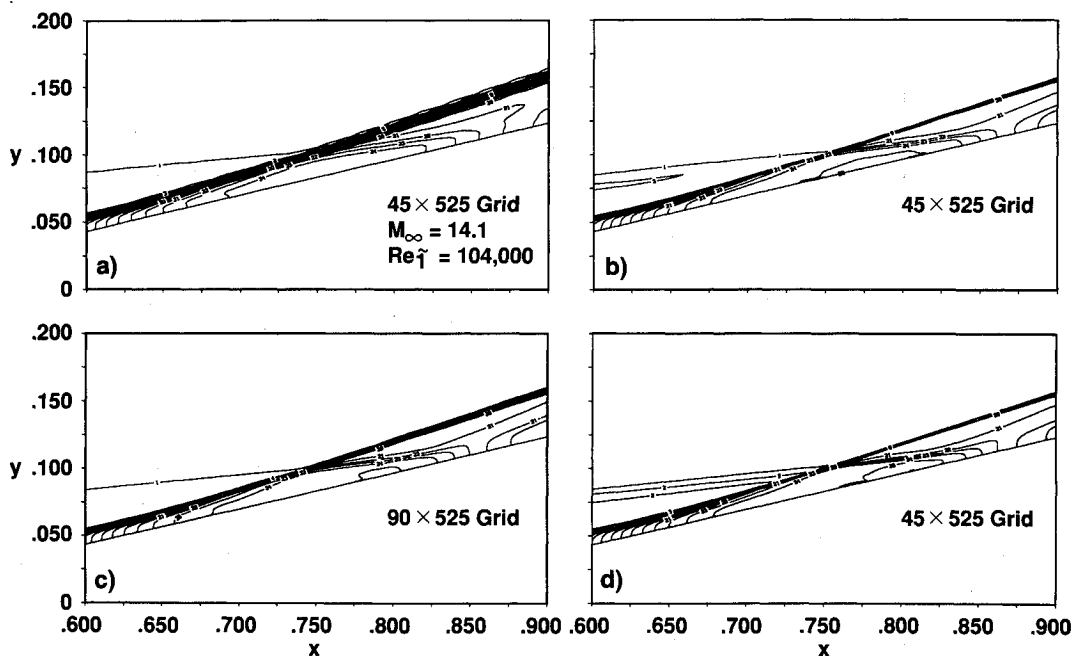 .200
.150
y
.100
.050
0
45 × 525 Grid
M∞ = 14.1
Re1̃ = 104,000
a)
45 × 525 Grid
b)
.200
.150
y
.100
.050
0
90 × 525 Grid
c)
45 × 525 Grid
d)
.600 .650 .700 .750 .800 .850 .900
x
.600 .650 .700 .750 .800 .850 .900
x